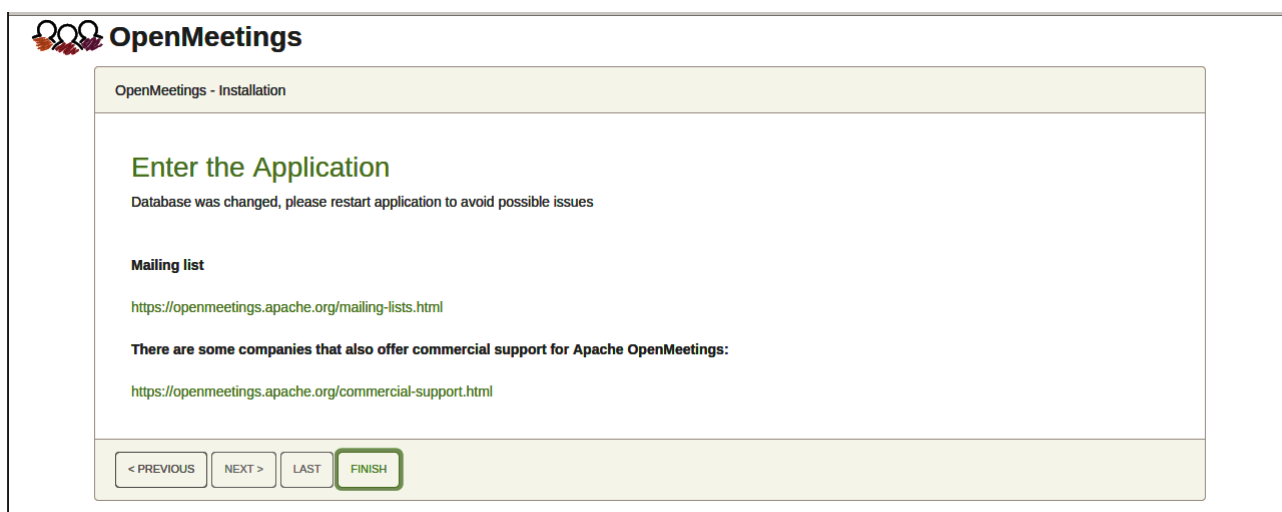 OpenMeetings
OpenMeetings - Installation
Enter the Application
Database was changed, please restart application to avoid possible issues
Mailing list
https://openmeetings.apache.org/mailing-lists.html
There are some companies that also offer commercial support for Apache OpenMeetings:
https://openmeetings.apache.org/commercial-support.html
< PREVIOUS NEXT > LAST FINISH